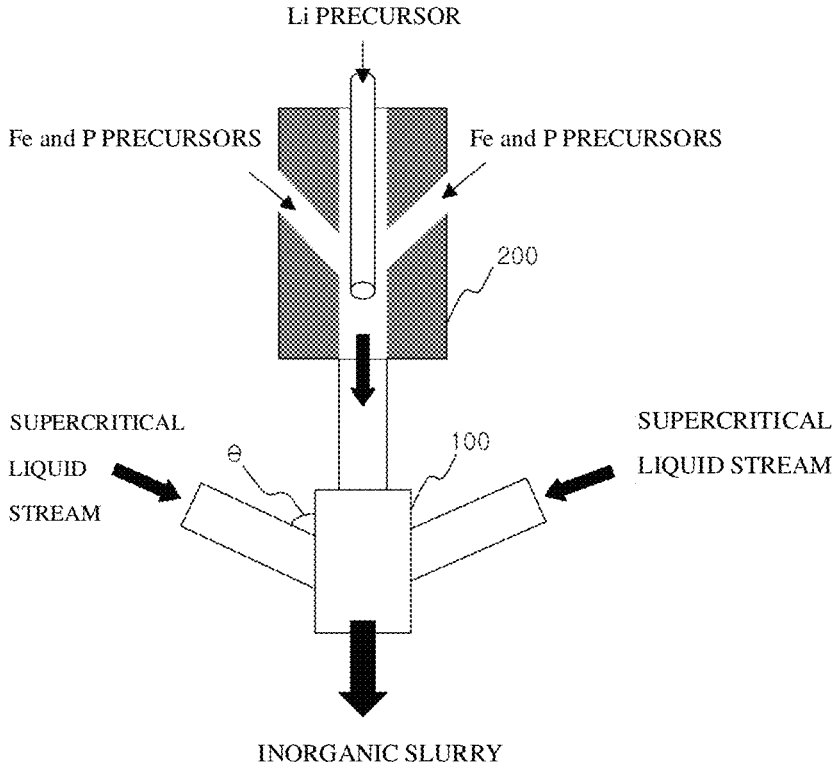 Li PRECURSOR
Fe and P PRECURSORS
Fe and P PRECURSORS
200
SUPERCRITICAL
LIQUID
STREAM
θ
100
SUPERCRITICAL
LIQUID STREAM
INORGANIC SLURRY